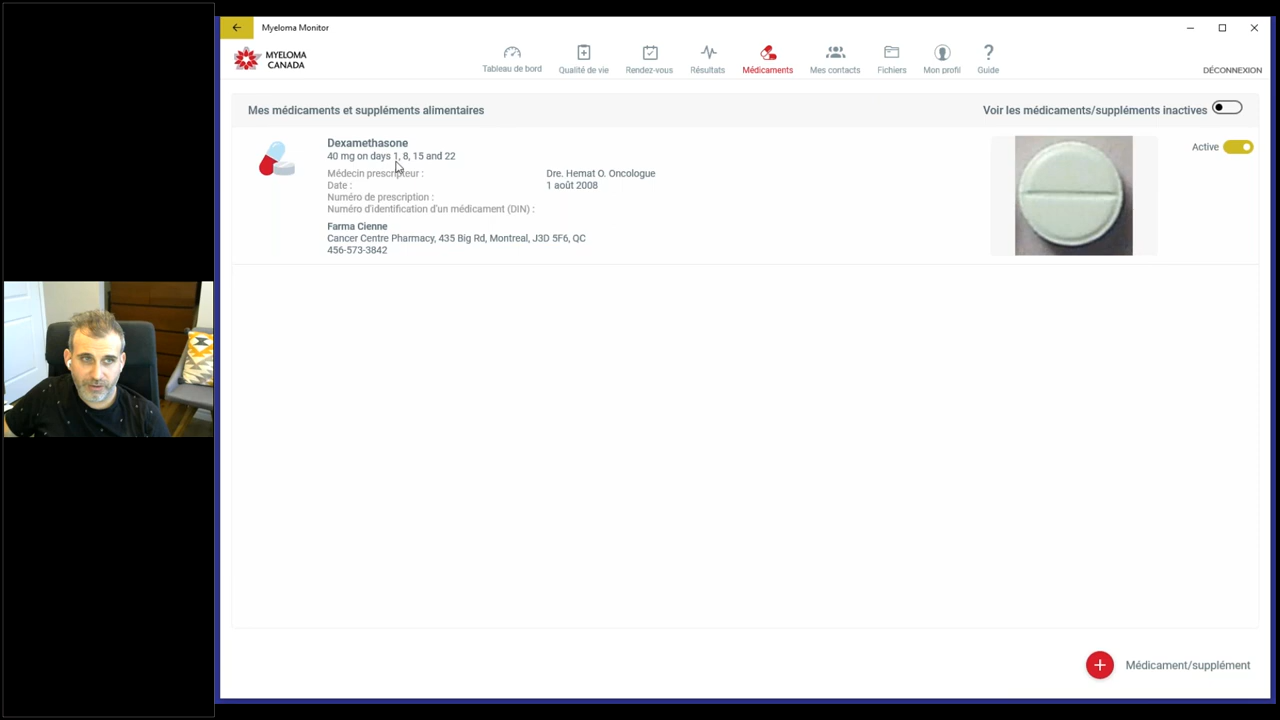 Myeloma Monitor
MYELOMA
CANADA
Tableau de bord
Qualité de vie
Rendez-vous
Résultats
Médicaments
Mes contacts
Fichiers
Mon profil
Guide
DÉCONNEXION
Mes médicaments et suppléments alimentaires
Voir les médicaments/suppléments inactives
Dexamethasone
40 mg on days 1, 8, 15 and 22
Active
Médecin prescripteur : Dre. Hemat O. Oncologue
Date : 1 août 2008
Numéro de prescription :
Numéro d'identification d'un médicament (DIN) :
Farma Cienne
Cancer Centre Pharmacy, 435 Big Rd, Montreal, J3D 5F6, QC
456-573-3842
Médicament/supplément